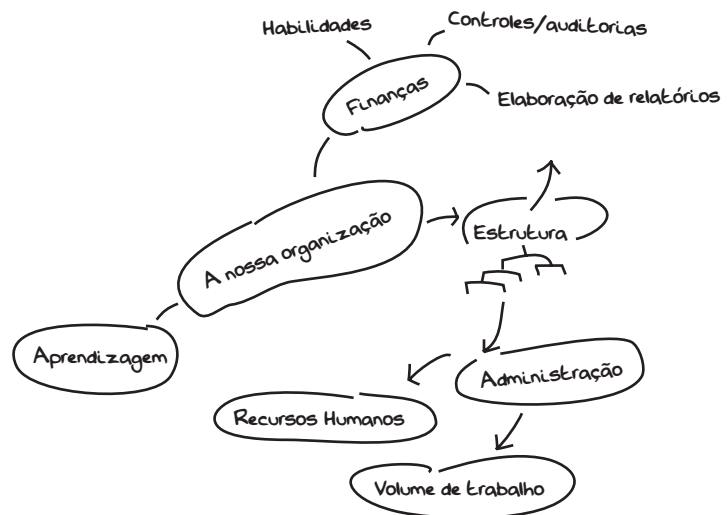 Habilidades
Controles/auditorias
Finanças
Elaboração de relatórios
A nossa organização
Estrutura
Aprendizagem
Administração
Recursos Humanos
Volume de trabalho